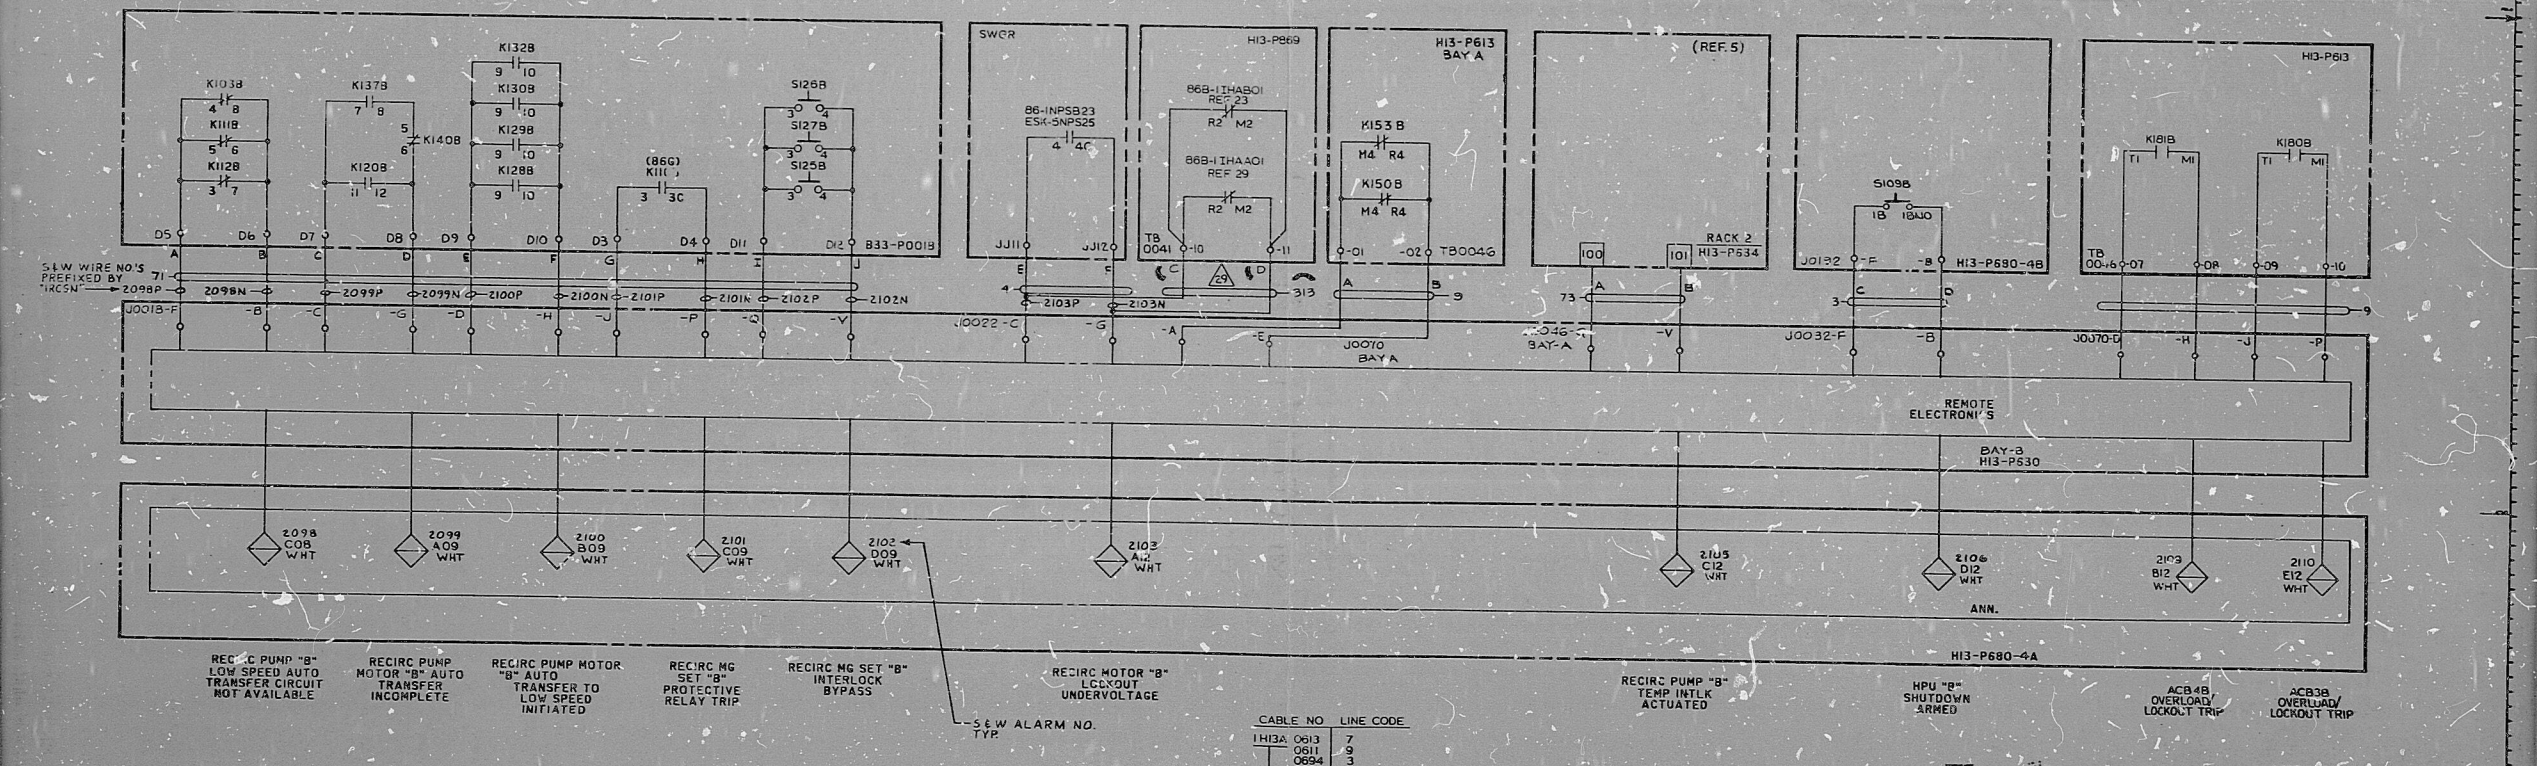 K103B
4 8
K111B
5 6
K112B
3 7
K137B
7 8
5
6 K140B
K120B
11 12
K132B
9 10
K130B
9 10
K129B
9 10
K128B
9 10
(86G)
3 3C
S126B
3 4
S127B
3 4
S125B
3 4
D5 D6 D7 D8 D9 D10 D3 D4 D11 D12 B33-P001B
SWGR
86-1NPSB23
ESK-5NPS25
4 4C
JJ11 JJ12
H13-P869
86B-1IHAB01
REF 23
R2 M2
86B-1IHAA01
REF 29
R2 M2
TB
0041 -10 -11
H13-P613
BAY A
K153B
M4 R4
K150B
M4 R4
-01 -02 TB0046
(REF. 5)
100 101
RACK 2
H13-P634
S109B
1B 1BNO
J0132 -F -B H13-P680-4B
H13-P613
K181B
T1 M1
K180B
T1 M1
TB
0046-07 -08 -09 -10
A B C D E F G H I J
E F
C 29 D
A B
A B
C D
S&W WIRE NO.'S
PREFIXED BY
"1RCSN"
71
4
313
9
73
3
9
2098P 2098N 2099P 2099N 2100P 2100N 2101P 2101N 2102P 2102N
2103P 2103N
J001B-F -B -C -G -D -H -J -P -Q -V
J0022-C -G
-A -E
J0070
BAY A
-V
BAY-A
J0032-F -B
J0070-D -H -J -P
REMOTE
ELECTRONICS
BAY-B
H13-P630
2098
C08
WHT
2099
A09
WHT
2100
B09
WHT
2101
C09
WHT
2102
D09
WHT
2103
A12
WHT
2105
C12
WHT
2106
D12
WHT
2109
B12
WHT
2110
E12
WHT
ANN.
H13-P680-4A
RECIRC PUMP "B"
LOW SPEED AUTO
TRANSFER CIRCUIT
NOT AVAILABLE
RECIRC PUMP
MOTOR "B" AUTO
TRANSFER
INCOMPLETE
RECIRC PUMP MOTOR
"B" AUTO
TRANSFER TO
LOW SPEED
INITIATED
RECIRC MG
SET "B"
PROTECTIVE
RELAY TRIP
RECIRC MG SET "B"
INTERLOCK
BYPASS
RECIRC MOTOR "B"
LOCKOUT
UNDERVOLTAGE
RECIRC PUMP "B"
TEMP INTLK
ACTUATED
HPU "B"
SHUTDOWN
ARMED
ACB4B
OVERLOAD/
LOCKOUT TRIP
ACB3B
OVERLOAD/
LOCKOUT TRIP
S&W ALARM NO.
TYP.
CABLE NO LINE CODE
1H13A 0613 7
0611 9
0694 3